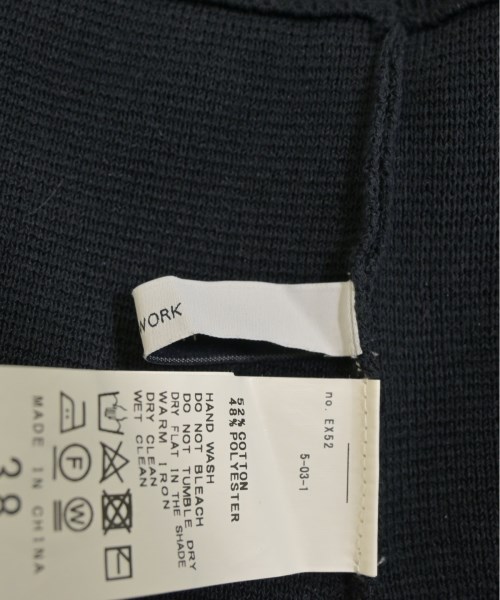 WORK
no. EX52
5-03-1
52% COTTON
48% POLYESTER
HAND WASH
DO NOT BLEACH
DO NOT TUMBLE DRY
DRY FLAT IN THE SHADE
WARM IRON
DRY CLEAN
WET CLEAN
F W
MADE IN CHINA
38